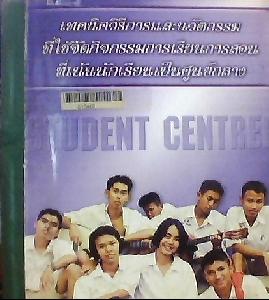 เทคนิควิธีการและนวัตกรรม
ที่ใช้จัดกิจกรรมการเรียนการสอน
ที่เน้นนักเรียนเป็นศูนย์กลาง
STUDENT CENTRE